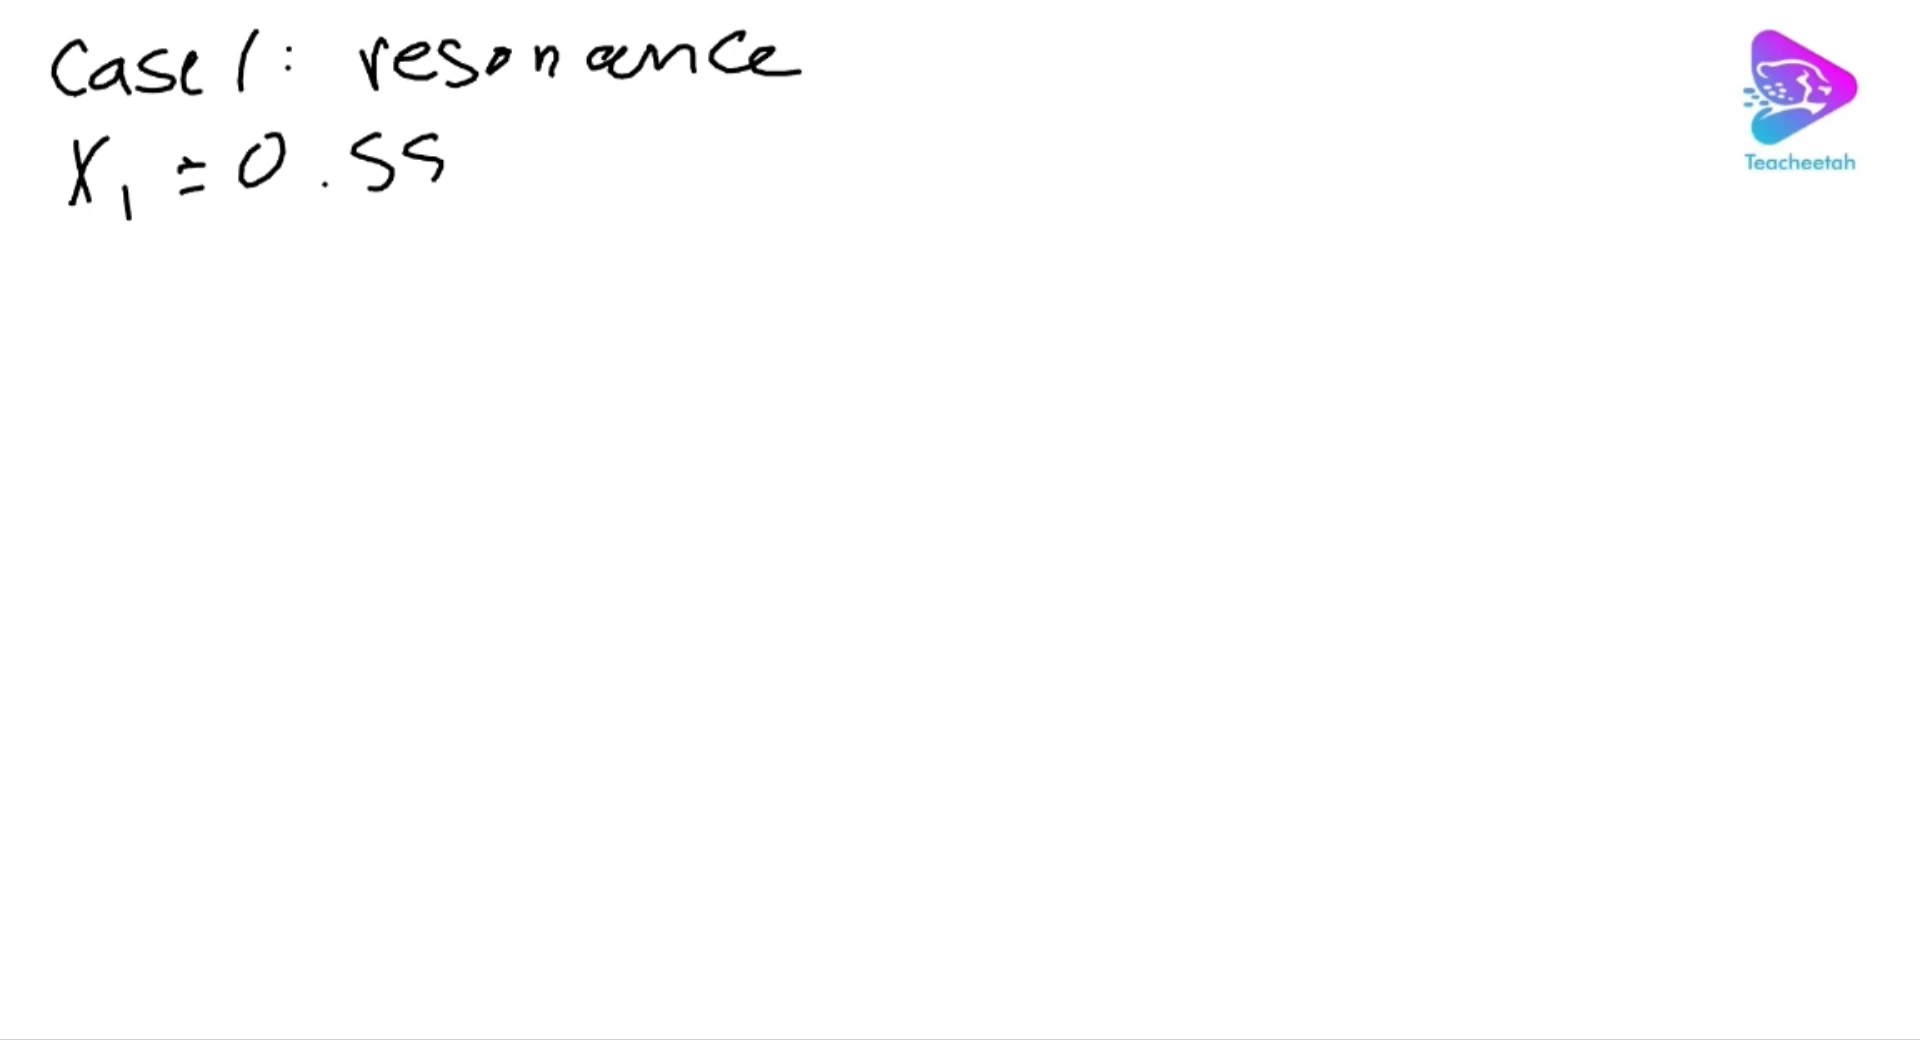 Case 1: resonance
X₁ = 0.55
Teacheetah